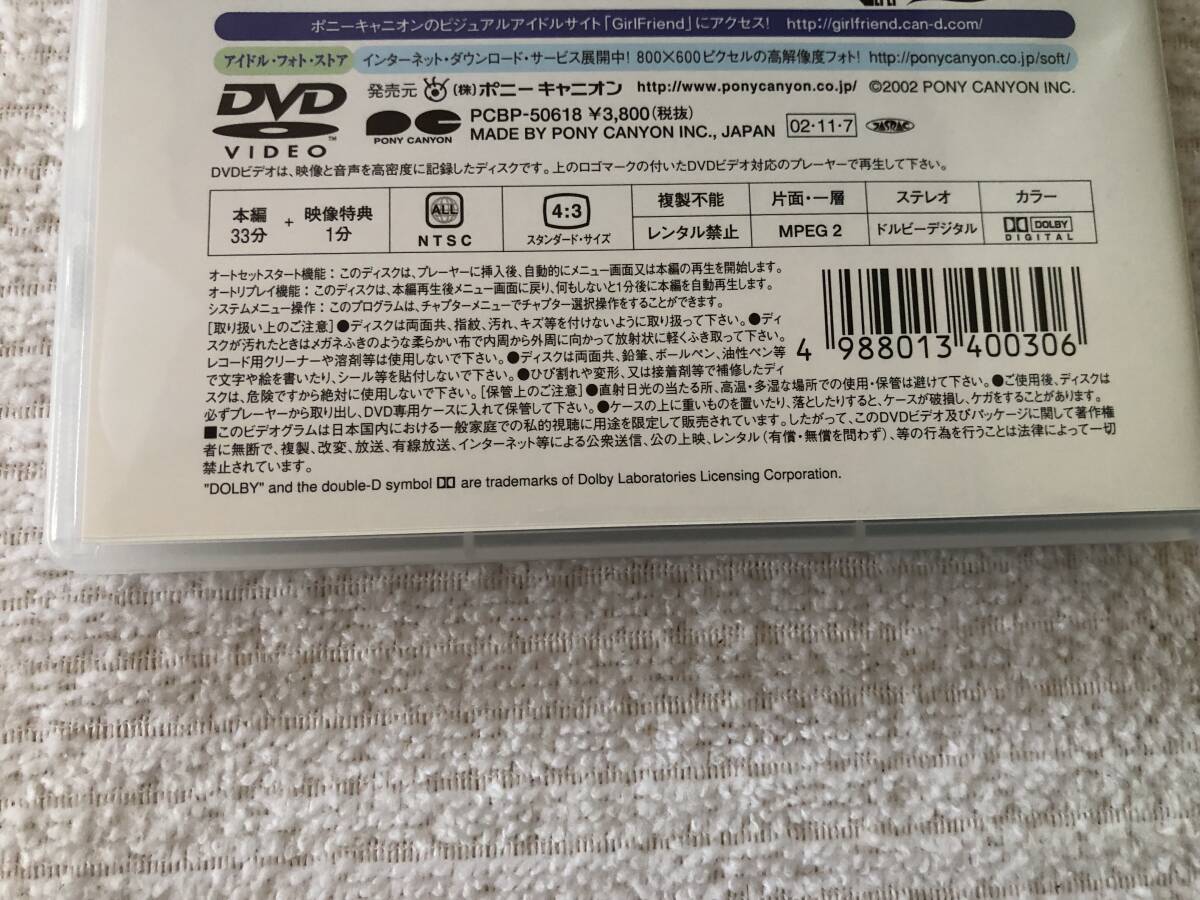 ポニーキャニオンのビジュアルアイドルサイト「GirlFriend」にアクセス! http://girlfriend.can-d.com/
アイドル・フォト・ストア インターネット・ダウンロード・サービス展開中! 800×600ピクセルの高解像度フォト! http://ponycanyon.co.jp/soft/
DVD VIDEO ™
発売元 (株)ポニー キャニオン http://www.ponycanyon.co.jp/ ©2002 PONY CANYON INC.
PONY CANYON
PCBP-50618 ¥3,800(税抜)
MADE BY PONY CANYON INC., JAPAN 02・11・7 JASRAC
DVDビデオは、映像と音声を高密度に記録したディスクです。上のロゴマークの付いたDVDビデオ対応のプレーヤーで再生して下さい。
本編 33分 + 映像特典 1分
ALL NTSC
4:3 スタンダード・サイズ
複製不能 レンタル禁止
片面・一層 MPEG 2
ステレオ ドルビーデジタル
カラー DOLBY DIGITAL
オートセットスタート機能：このディスクは、プレーヤーに挿入後、自動的にメニュー画面又は本編の再生を開始します。
オートリプレイ機能：このディスクは、本編再生後メニュー画面に戻り、何もしないと1分後に本編を自動再生します。
システムメニュー操作：このプログラムは、チャプターメニューでチャプター選択操作をすることができます。
[取り扱い上のご注意]●ディスクは両面共、指紋、汚れ、キズ等を付けないように取り扱って下さい。●ディ
スクが汚れたときはメガネふきのような柔らかい布で内周から外周に向かって放射状に軽くふき取って下さい。
レコード用クリーナーや溶剤等は使用しないで下さい。●ディスクは両面共、鉛筆、ボールペン、油性ペン等
で文字や絵を書いたり、シール等を貼付しないで下さい。●ひび割れや変形、又は接着剤等で補修したディ
スクは、危険ですから絶対に使用しないで下さい。[保管上のご注意]●直射日光の当たる所、高温・多湿な場所での使用・保管は避けて下さい。●ご使用後、ディスクは
必ずプレーヤーから取り出し、DVD専用ケースに入れて保管して下さい。●ケースの上に重いものを置いたり、落としたりすると、ケースが破損し、ケガをすることがあります。
■このビデオグラムは日本国内における一般家庭での私的視聴に用途を限定して販売されています。したがって、このDVDビデオ及びパッケージに関して著作権
者に無断で、複製、改変、放送、有線放送、インターネット等による公衆送信、公の上映、レンタル(有償・無償を問わず)、等の行為を行うことは法律によって一切
禁止されています。
"DOLBY" and the double-D symbol are trademarks of Dolby Laboratories Licensing Corporation.
4 988013 400306